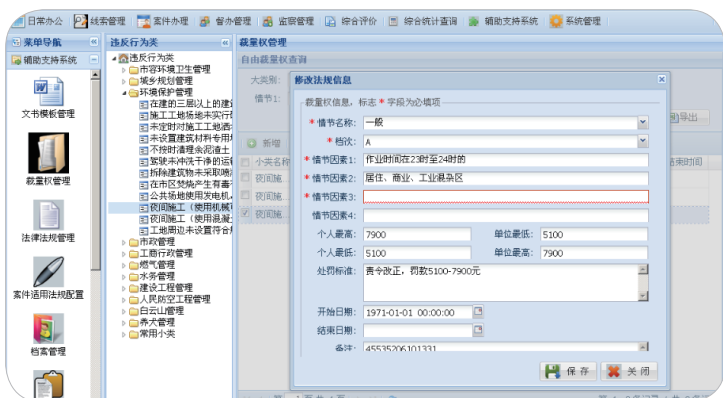 日常办公 线索管理 案件办理 督办管理 监察管理 综合评价 综合统计查询 辅助支持系统 系统管理
菜单导航
辅助支持系统
文书模板管理
裁量权管理
法律法规管理
案件适用法规配置
档案管理
违反行为类
违反行为类
市容环境卫生管理
城乡规划管理
环境保护管理
在建的三层以上的建
施工工地场地未实行
未定时对施工工地洒
未设置建筑材料专用
不按时清理余泥渣土
驾驶未冲洗干净的运
拆除建筑物未采取喷
在市区焚烧产生有毒
公共场地使用发电机
夜间施工（使用机械
夜间施工（使用混凝
工地周边未设置符合
市政管理
工商行政管理
燃气管理
水务管理
建设工程管理
人民防空工程管理
白云山管理
养犬管理
常用小类
裁量权管理
自由裁量权查询
大类别:
情节1:
导出
新增
小类名称
结束时间
夜间施...
夜间施...
夜间施...
修改法规信息
裁量权信息，标志 * 字段为必填项
* 情节名称: 一般
* 档次: A
* 情节因素1: 作业时间在23时至24时的
* 情节因素2: 居住、商业、工业混杂区
* 情节因素3:
情节因素4:
个人最高: 7900 单位最低: 5100
个人最低: 5100 单位最高: 7900
处罚标准: 责令改正，罚款5100-7900元
开始日期: 1971-01-01 00:00:00
结束日期:
备注: 45535206101331
保存 关闭